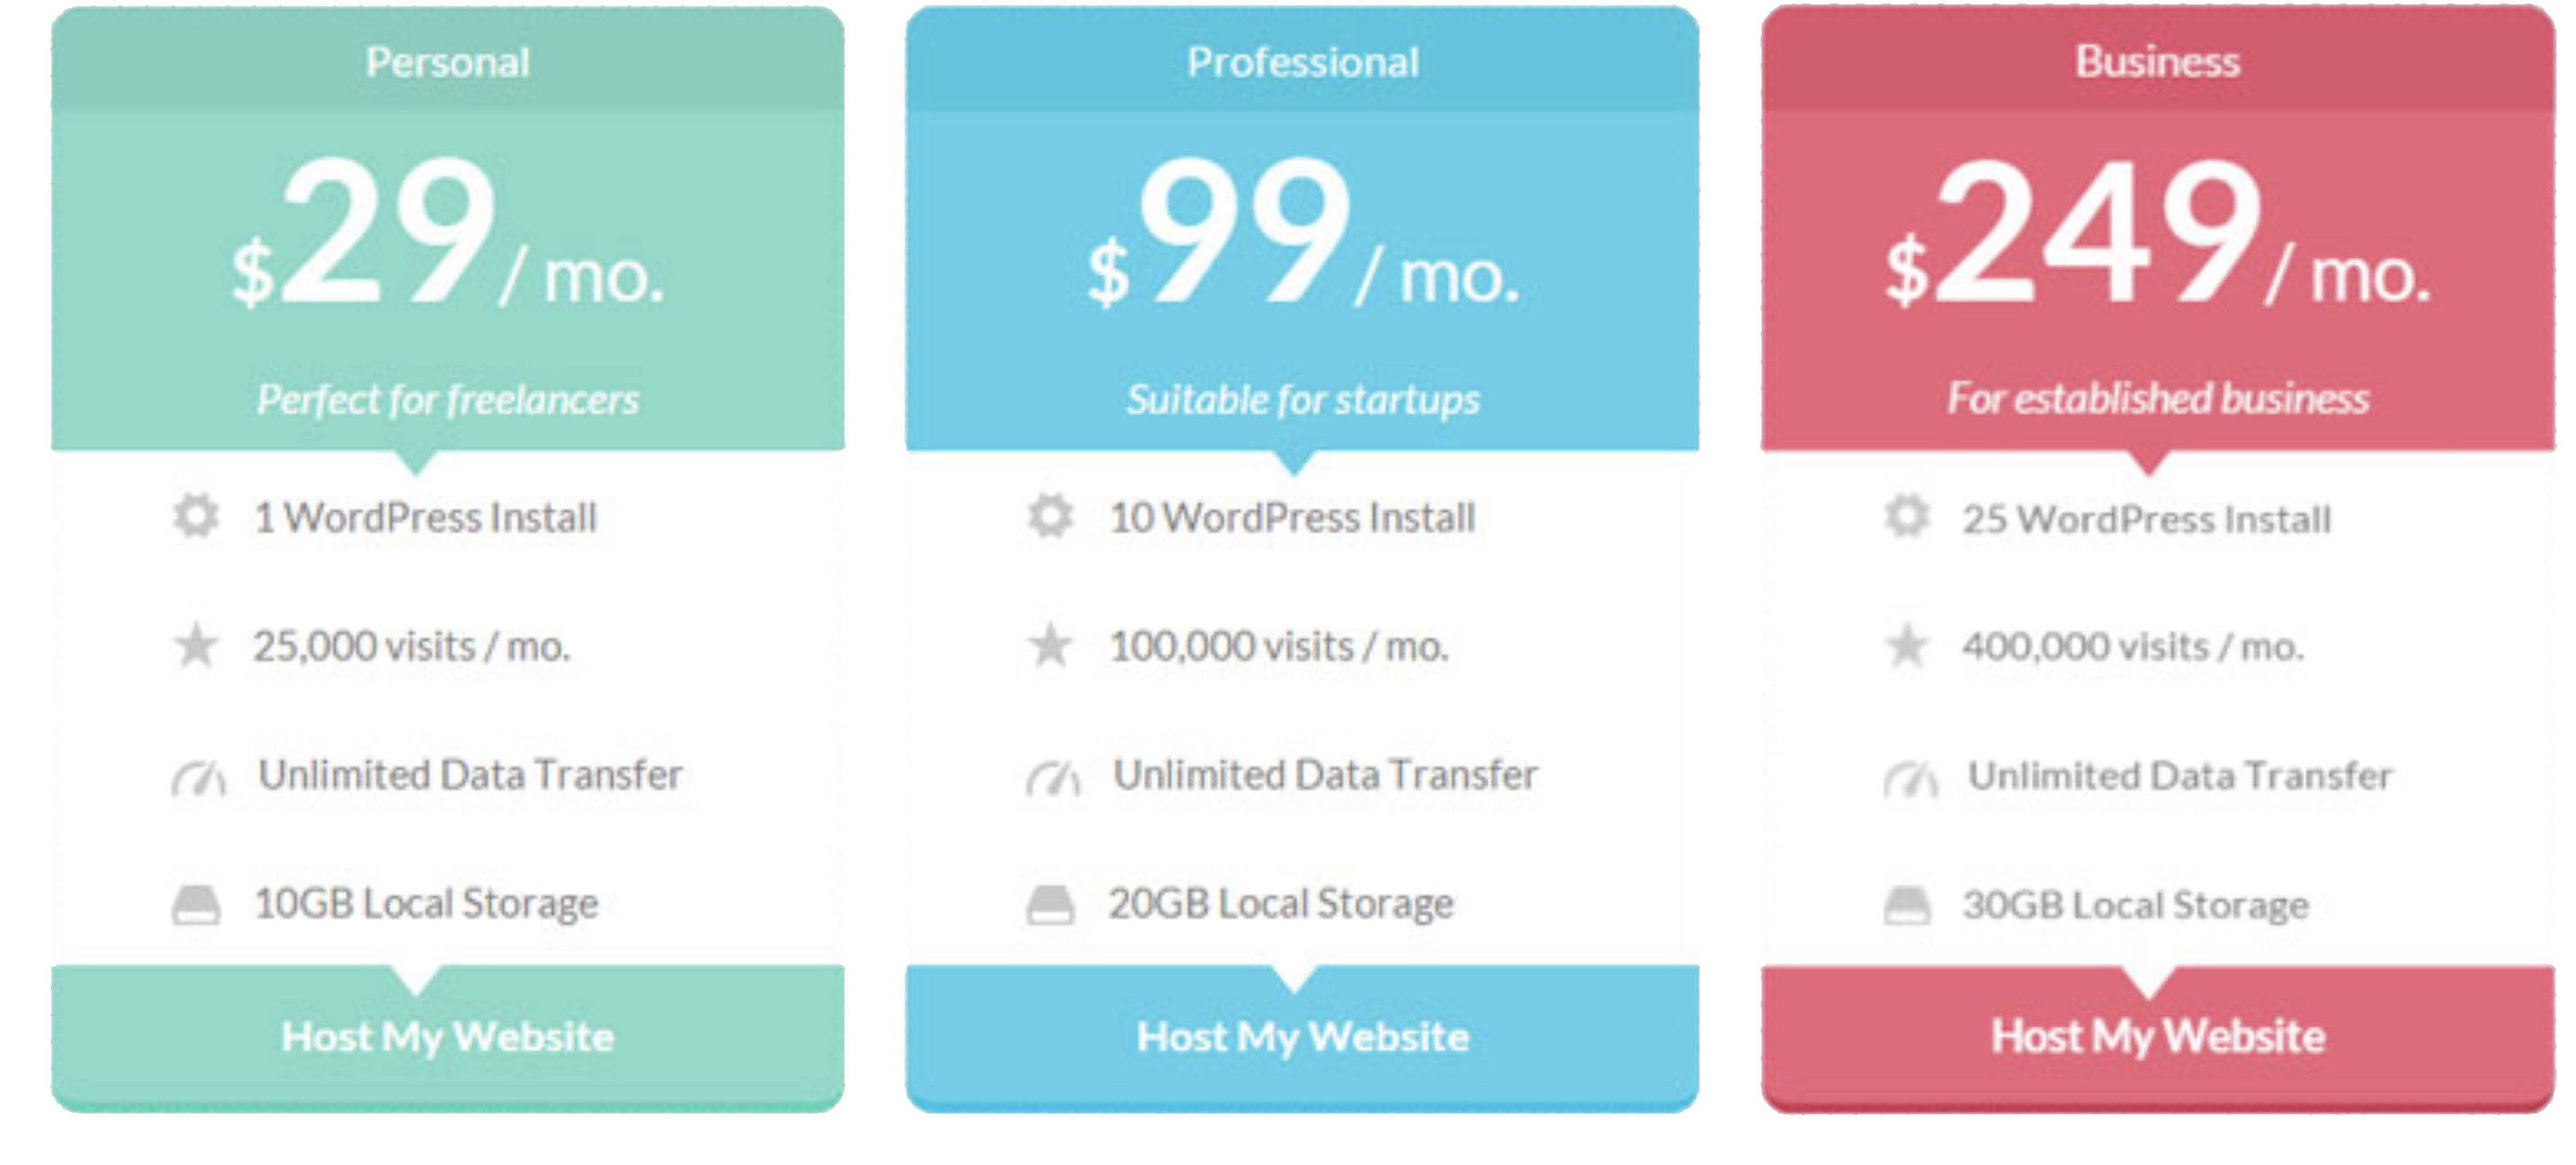 Personal
$29/ mo.
Perfect for freelancers
1 WordPress Install
25,000 visits / mo.
Unlimited Data Transfer
10GB Local Storage
Host My Website
Professional
$99/ mo.
Suitable for startups
10 WordPress Install
100,000 visits / mo.
Unlimited Data Transfer
20GB Local Storage
Host My Website
Business
$249/ mo.
For established business
25 WordPress Install
400,000 visits / mo.
Unlimited Data Transfer
30GB Local Storage
Host My Website